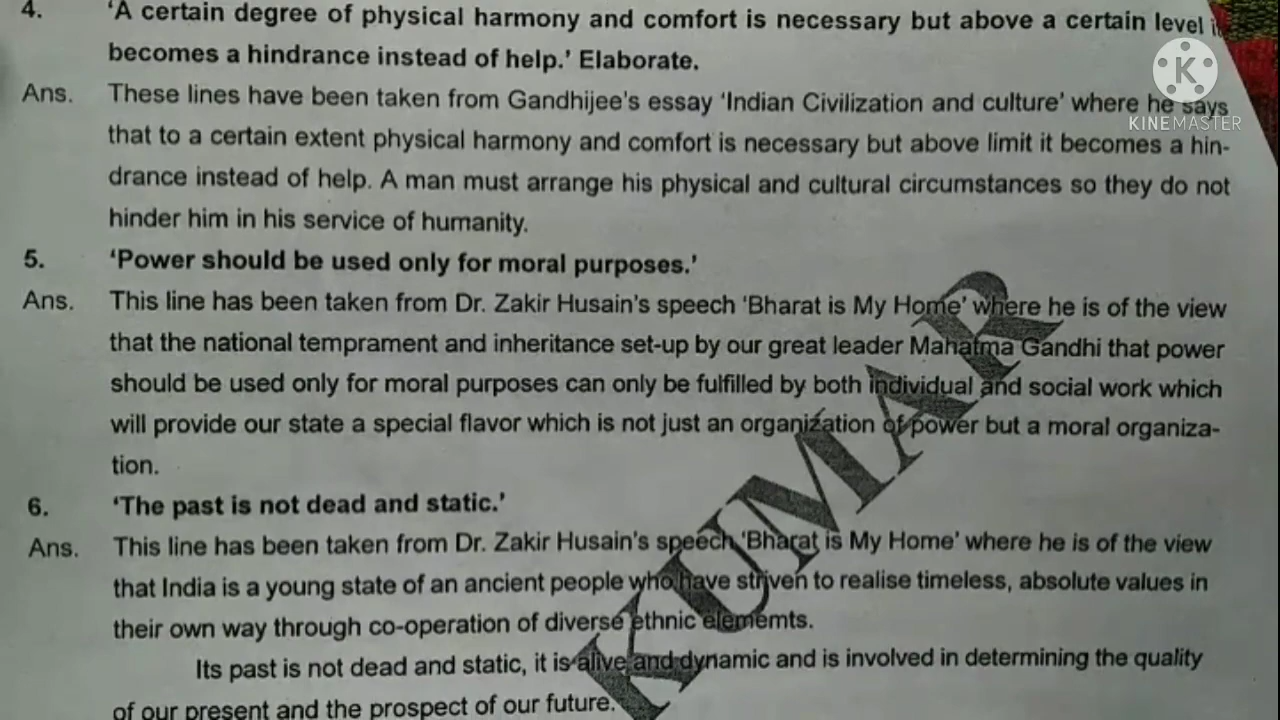 4. 'A certain degree of physical harmony and comfort is necessary but above a certain level
becomes a hindrance instead of help.' Elaborate.
Ans. These lines have been taken from Gandhijee's essay 'Indian Civilization and culture' where he says
that to a certain extent physical harmony and comfort is necessary but above limit it becomes a hin-
drance instead of help. A man must arrange his physical and cultural circumstances so they do not
hinder him in his service of humanity.
5. 'Power should be used only for moral purposes.'
Ans. This line has been taken from Dr. Zakir Husain's speech 'Bharat is My Home' where he is of the view
that the national temprament and inheritance set-up by our great leader Mahatma Gandhi that power
should be used only for moral purposes can only be fulfilled by both individual and social work which
will provide our state a special flavor which is not just an organization of power but a moral organiza-
tion.
6. 'The past is not dead and static.'
Ans. This line has been taken from Dr. Zakir Husain's speech 'Bharat is My Home' where he is of the view
that India is a young state of an ancient people who have striven to realise timeless, absolute values in
their own way through co-operation of diverse ethnic elememts.
Its past is not dead and static, it is alive and dynamic and is involved in determining the quality
of our present and the prospect of our future.
KUMAR
K
KINEMASTER